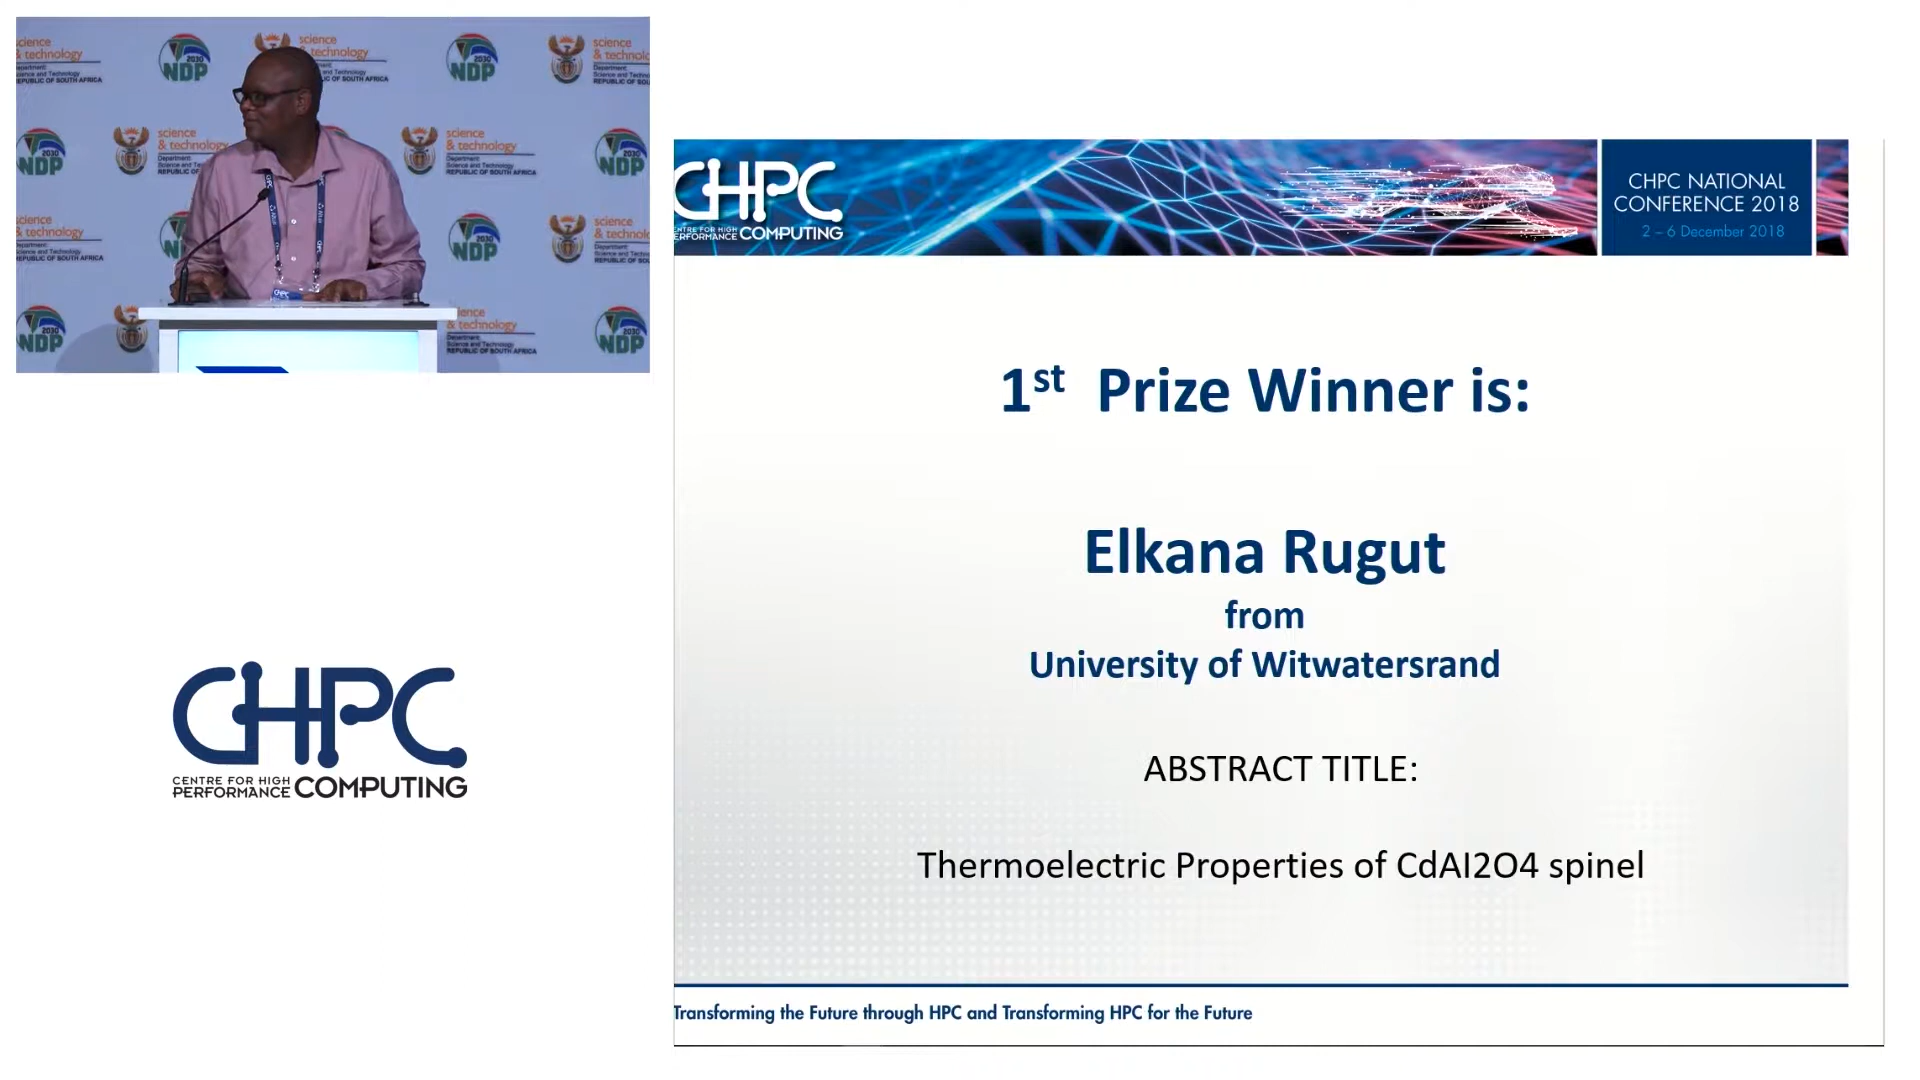 science
& technology
Department:
Science and Technology
REPUBLIC OF SOUTH AFRICA
2030
NDP
CHPC
CENTRE FOR HIGH
PERFORMANCE COMPUTING
CHPC NATIONAL
CONFERENCE 2018
2 – 6 December 2018
1st Prize Winner is:
Elkana Rugut
from
University of Witwatersrand
ABSTRACT TITLE:
Thermoelectric Properties of CdAI2O4 spinel
Transforming the Future through HPC and Transforming HPC for the Future
CHPC
CENTRE FOR HIGH
PERFORMANCE COMPUTING